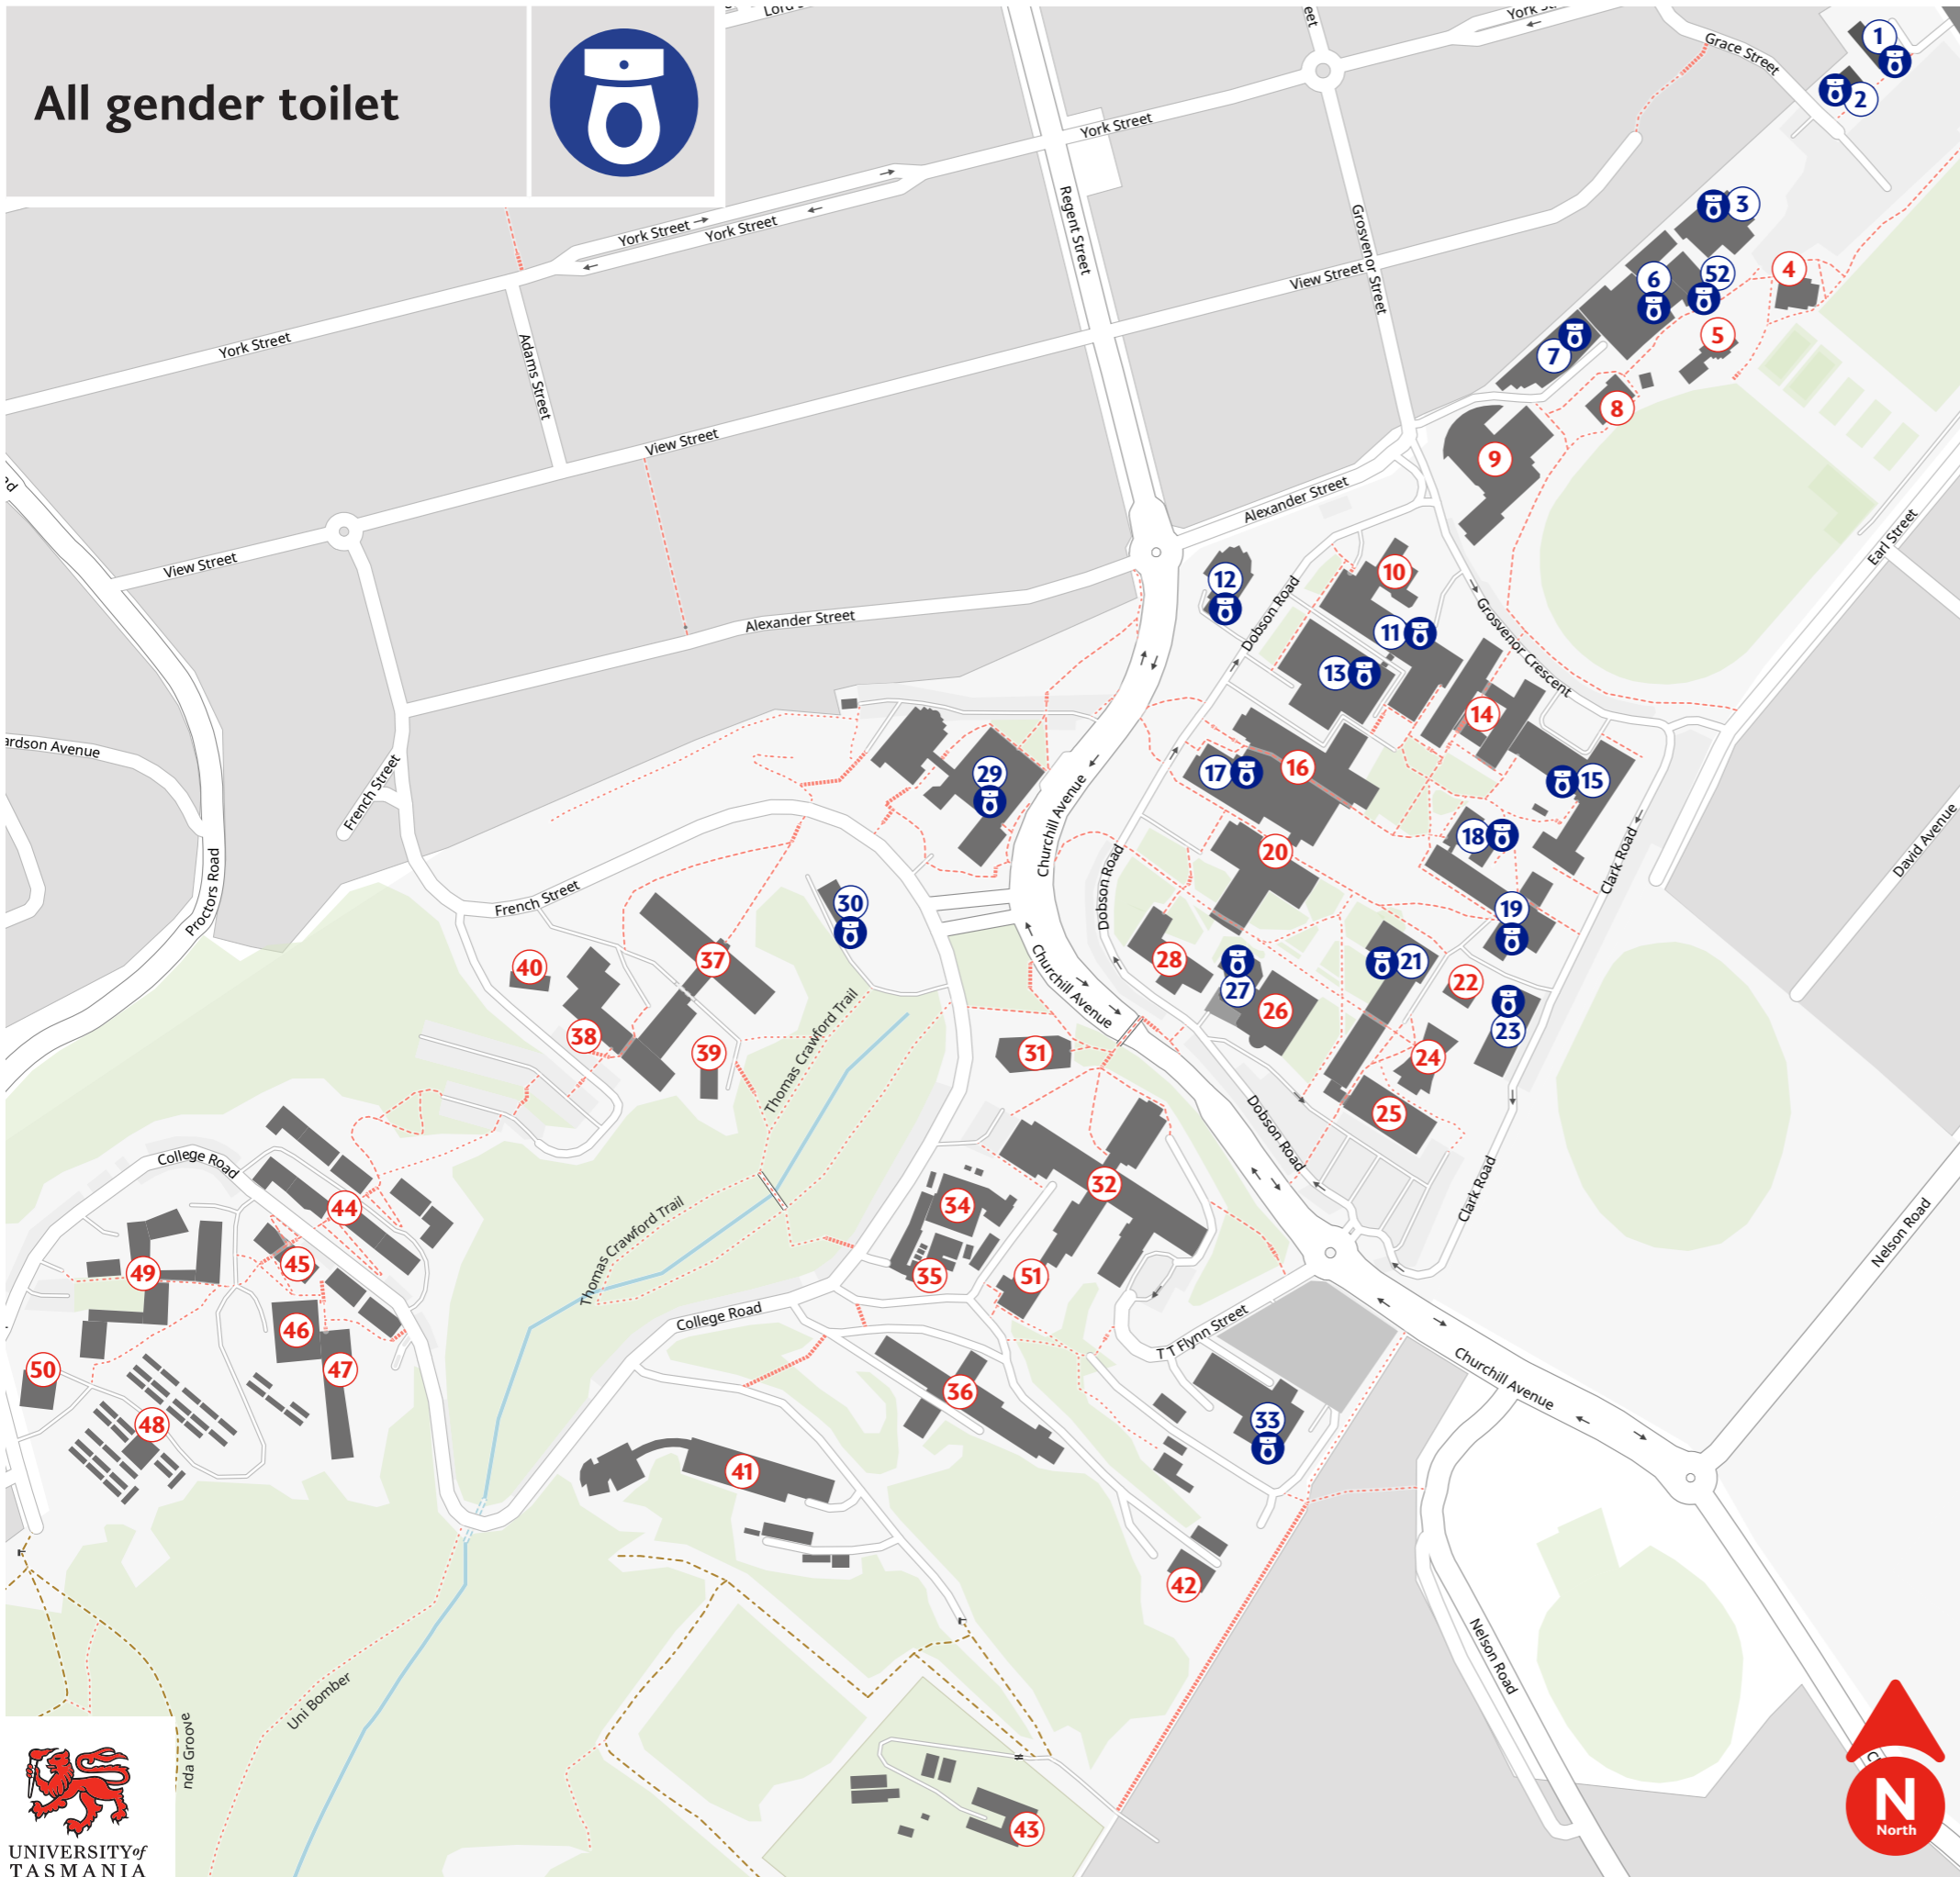 All gender toilet
York Street
Grace Street
1
2
York Street
York Street
York Street
Regent Street
Grosvenor Street
View Street
3
6
52
4
5
7
8
York Street
Adams Street
View Street
9
Alexander Street
Earl Street
View Street
Alexander Street
12
Dobson Road
10
11
13
Grosvenor Crescent
14
French Street
29
Churchill Avenue
17
16
15
18
20
Clark Road
David Avenue
Proctors Road
French Street
30
Dobson Road
19
40
37
28
27
21
22
23
26
Churchill Avenue
38
39
Thomas Crawford Trail
31
24
25
Dobson Road
College Road
44
32
34
Clark Road
Nelson Road
49
45
Thomas Crawford Trail
35
51
46
47
College Road
T T Flynn Street
Churchill Avenue
50
48
36
33
41
42
Nelson Road
Uni Bomber
nda Groove
43
UNIVERSITY of
TASMANIA
N
North